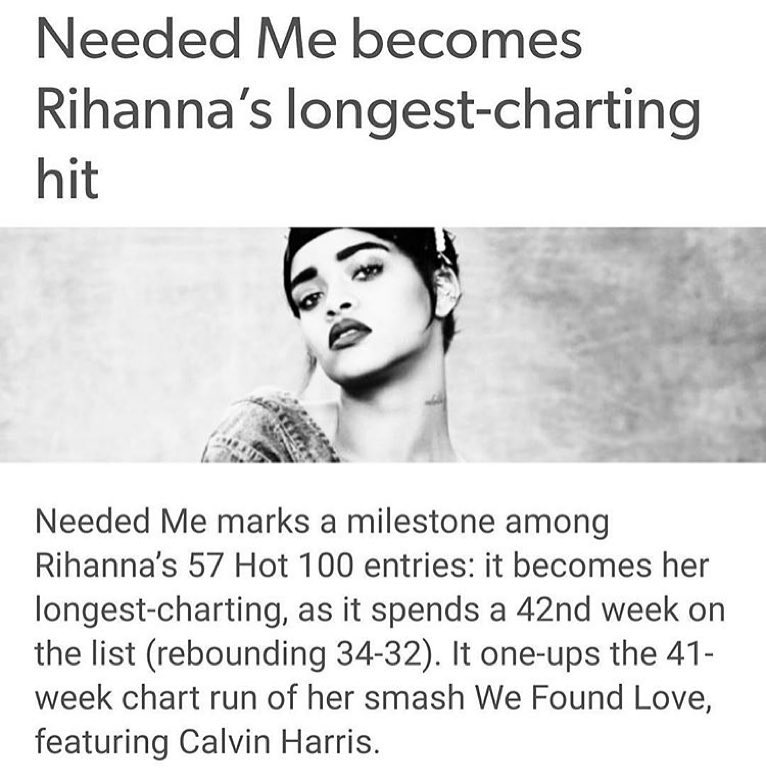 Needed Me becomes
Rihanna’s longest-charting
hit
Needed Me marks a milestone among
Rihanna’s 57 Hot 100 entries: it becomes her
longest-charting, as it spends a 42nd week on
the list (rebounding 34-32). It one-ups the 41-
week chart run of her smash We Found Love,
featuring Calvin Harris.